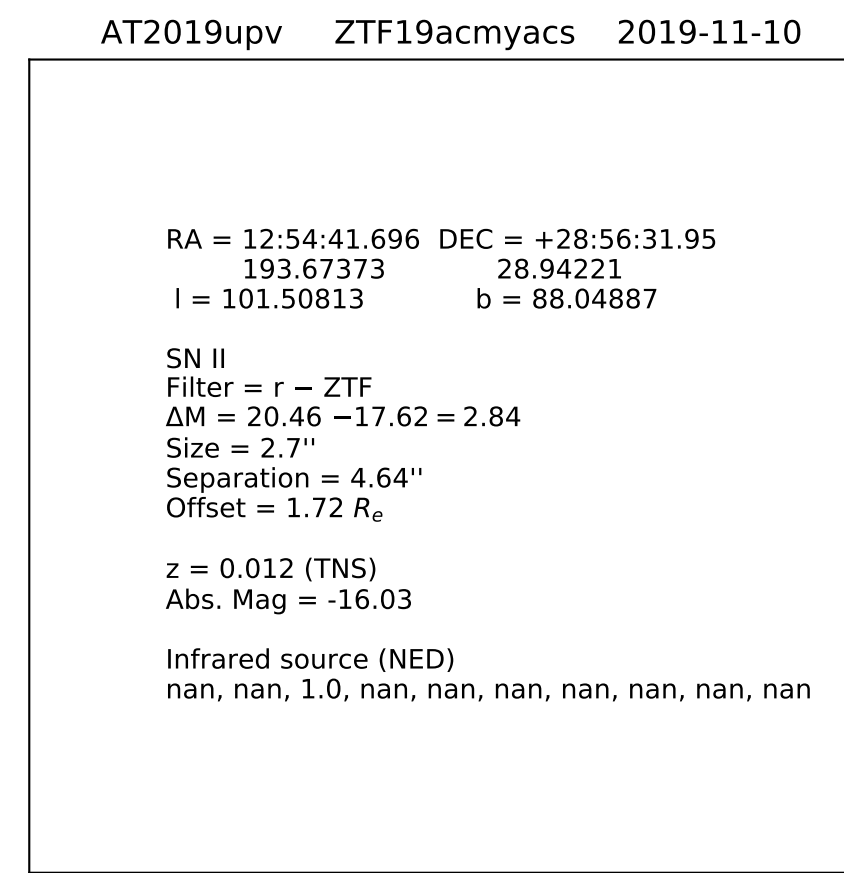 AT2019upv ZTF19acmyacs 2019-11-10
RA = 12:54:41.696 DEC = +28:56:31.95
193.67373 28.94221
l = 101.50813 b = 88.04887
SN II
Filter = r − ZTF
ΔM = 20.46 −17.62 = 2.84
Size = 2.7''
Separation = 4.64''
Offset = 1.72 Rₑ
z = 0.012 (TNS)
Abs. Mag = -16.03
Infrared source (NED)
nan, nan, 1.0, nan, nan, nan, nan, nan, nan, nan